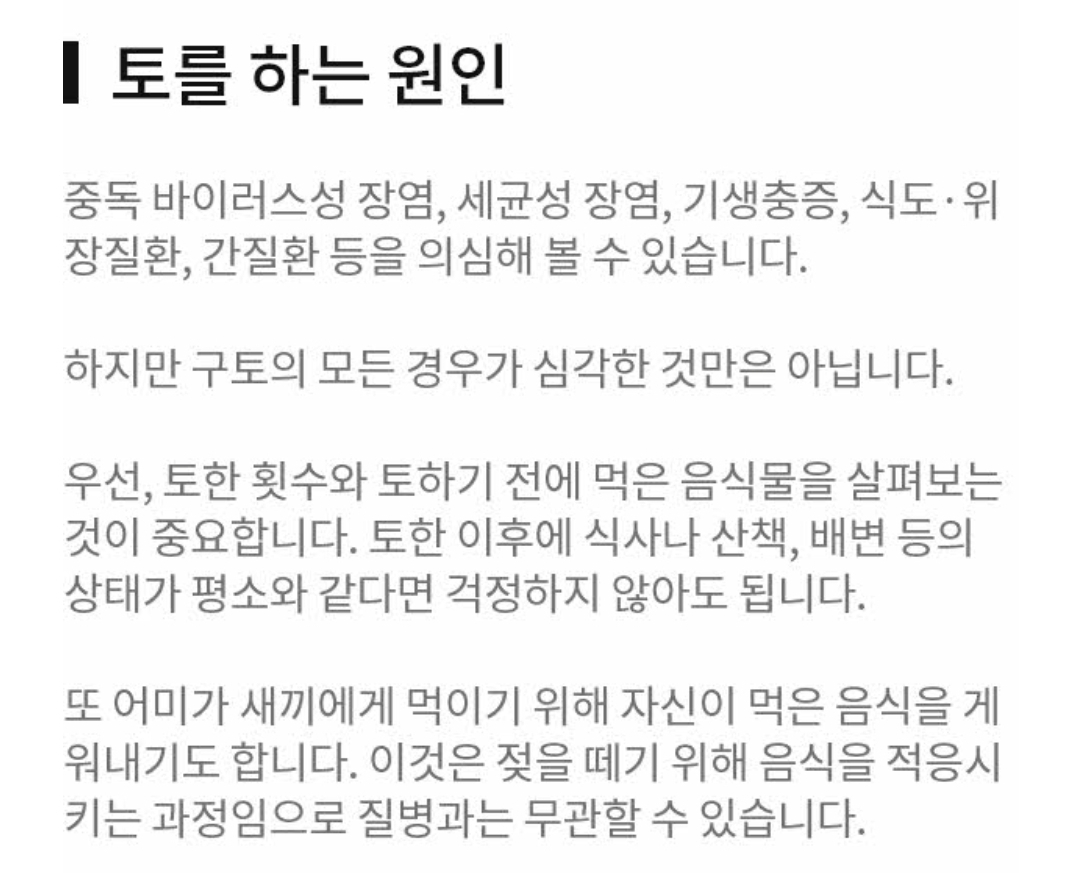 토를 하는 원인
중독 바이러스성 장염, 세균성 장염, 기생충증, 식도·위
장질환, 간질환 등을 의심해 볼 수 있습니다.
하지만 구토의 모든 경우가 심각한 것만은 아닙니다.
우선, 토한 횟수와 토하기 전에 먹은 음식물을 살펴보는
것이 중요합니다. 토한 이후에 식사나 산책, 배변 등의
상태가 평소와 같다면 걱정하지 않아도 됩니다.
또 어미가 새끼에게 먹이기 위해 자신이 먹은 음식을 게
워내기도 합니다. 이것은 젖을 떼기 위해 음식을 적응시
키는 과정임으로 질병과는 무관할 수 있습니다.